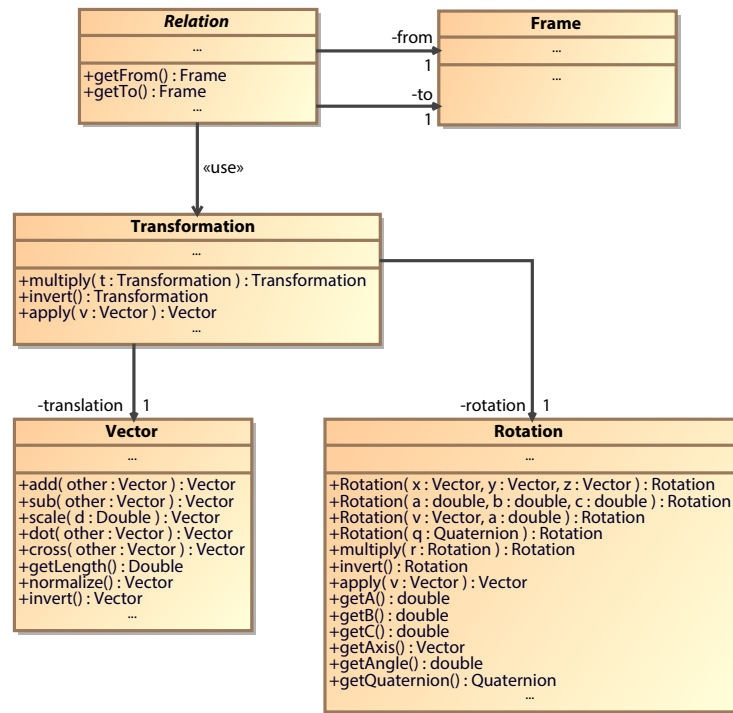 Relation
...
+getFrom() : Frame
+getTo() : Frame
...
Frame
...
...
-from
1
-to
1
«use»
Transformation
...
+multiply( t : Transformation ) : Transformation
+invert() : Transformation
+apply( v : Vector ) : Vector
...
-translation 1
-rotation 1
Vector
...
+add( other : Vector ) : Vector
+sub( other : Vector ) : Vector
+scale( d : Double ) : Vector
+dot( other : Vector ) : Vector
+cross( other : Vector ) : Vector
+getLength() : Double
+normalize() : Vector
+invert() : Vector
...
Rotation
...
+Rotation( x : Vector, y : Vector, z : Vector ) : Rotation
+Rotation( a : double, b : double, c : double ) : Rotation
+Rotation( v : Vector, a : double ) : Rotation
+Rotation( q : Quaternion ) : Rotation
+multiply( r : Rotation ) : Rotation
+invert() : Rotation
+apply( v : Vector ) : Vector
+getA() : double
+getB() : double
+getC() : double
+getAxis() : Vector
+getAngle() : double
+getQuaternion() : Quaternion
...